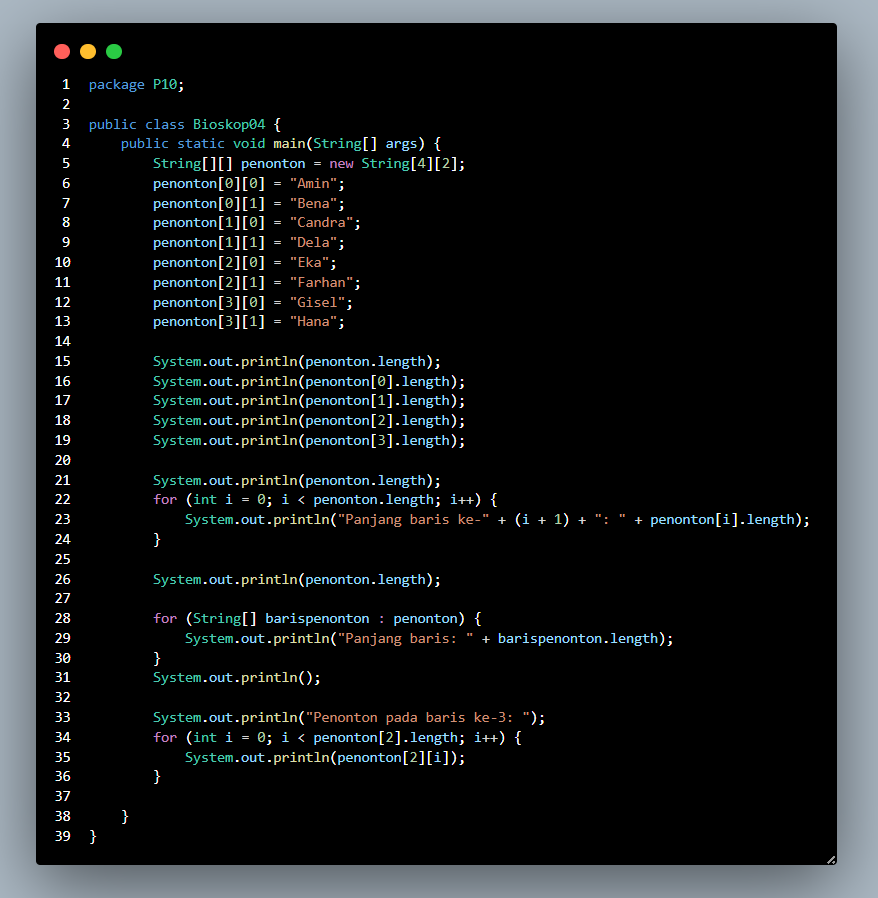 1 package P10;
2
3 public class Bioskop04 {
4     public static void main(String[] args) {
5         String[][] penonton = new String[4][2];
6         penonton[0][0] = "Amin";
7         penonton[0][1] = "Bena";
8         penonton[1][0] = "Candra";
9         penonton[1][1] = "Dela";
10         penonton[2][0] = "Eka";
11         penonton[2][1] = "Farhan";
12         penonton[3][0] = "Gisel";
13         penonton[3][1] = "Hana";
14
15         System.out.println(penonton.length);
16         System.out.println(penonton[0].length);
17         System.out.println(penonton[1].length);
18         System.out.println(penonton[2].length);
19         System.out.println(penonton[3].length);
20
21         System.out.println(penonton.length);
22         for (int i = 0; i < penonton.length; i++) {
23             System.out.println("Panjang baris ke-" + (i + 1) + ": " + penonton[i].length);
24         }
25
26         System.out.println(penonton.length);
27
28         for (String[] barispenonton : penonton) {
29             System.out.println("Panjang baris: " + barispenonton.length);
30         }
31         System.out.println();
32
33         System.out.println("Penonton pada baris ke-3: ");
34         for (int i = 0; i < penonton[2].length; i++) {
35             System.out.println(penonton[2][i]);
36         }
37
38     }
39 }